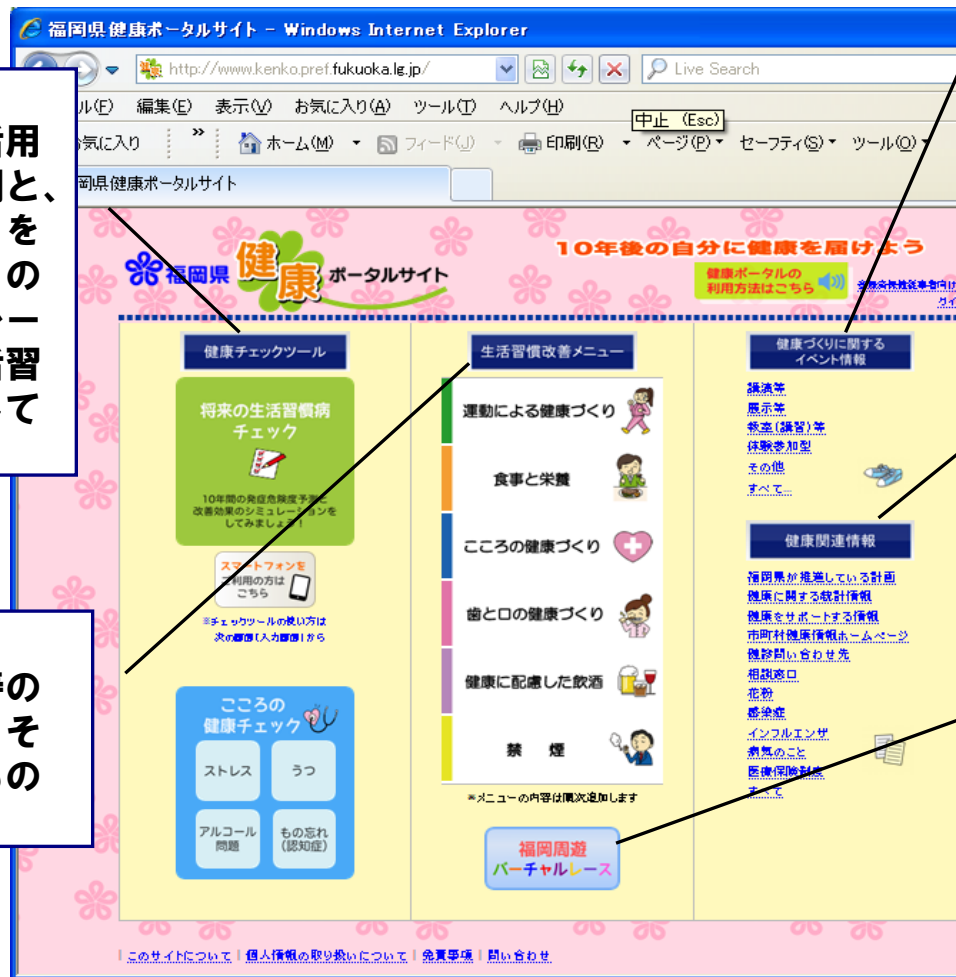 福岡県健康ポータルサイト - Windows Internet Explorer
http://www.kenko.pref.fukuoka.lg.jp/
Live Search
ル(F) 編集(E) 表示(V) お気に入り(A) ツール(T) ヘルプ(H)
中止 (Esc)
気に入り » ホーム(M) フィード(J) 印刷(R) ページ(P) セーフティ(S) ツール(O)
岡県健康ポータルサイト
用
と、
を
の
ー
習
て
福岡県 健康 ポータルサイト
10年後の自分に健康を届けよう
健康ポータルの
利用方法はこちら
健康チェックツール
将来の生活習慣病
チェック
10年間の発症危険度予測と
改善効果のシミュレーションを
してみましょう!
スマートフォンを
ご利用の方は
こちら
※チェックツールの使い方は
次の画面(入力画面)から
こころの
健康チェック
ストレス
うつ
アルコール
問題
もの忘れ
(認知症)
の
そ
の
生活習慣改善メニュー
運動による健康づくり
食事と栄養
こころの健康づくり
歯と口の健康づくり
健康に配慮した飲酒
禁 煙
*メニューの内容は順次追加します
福岡周遊
バーチャルレース
健康づくりに関する
イベント情報
講演等
展示等
教室(講習)等
体験参加型
その他
すべて...
健康関連情報
福岡県が推進している計画
健康に関する統計情報
健康をサポートする情報
市町村健康情報ホームページ
健診問い合わせ先
相談窓口
花粉
感染症
インフルエンザ
病気のこと
医療保険制度
すべて
|このサイトについて|個人情報の取り扱いについて|免責事項|問い合わせ